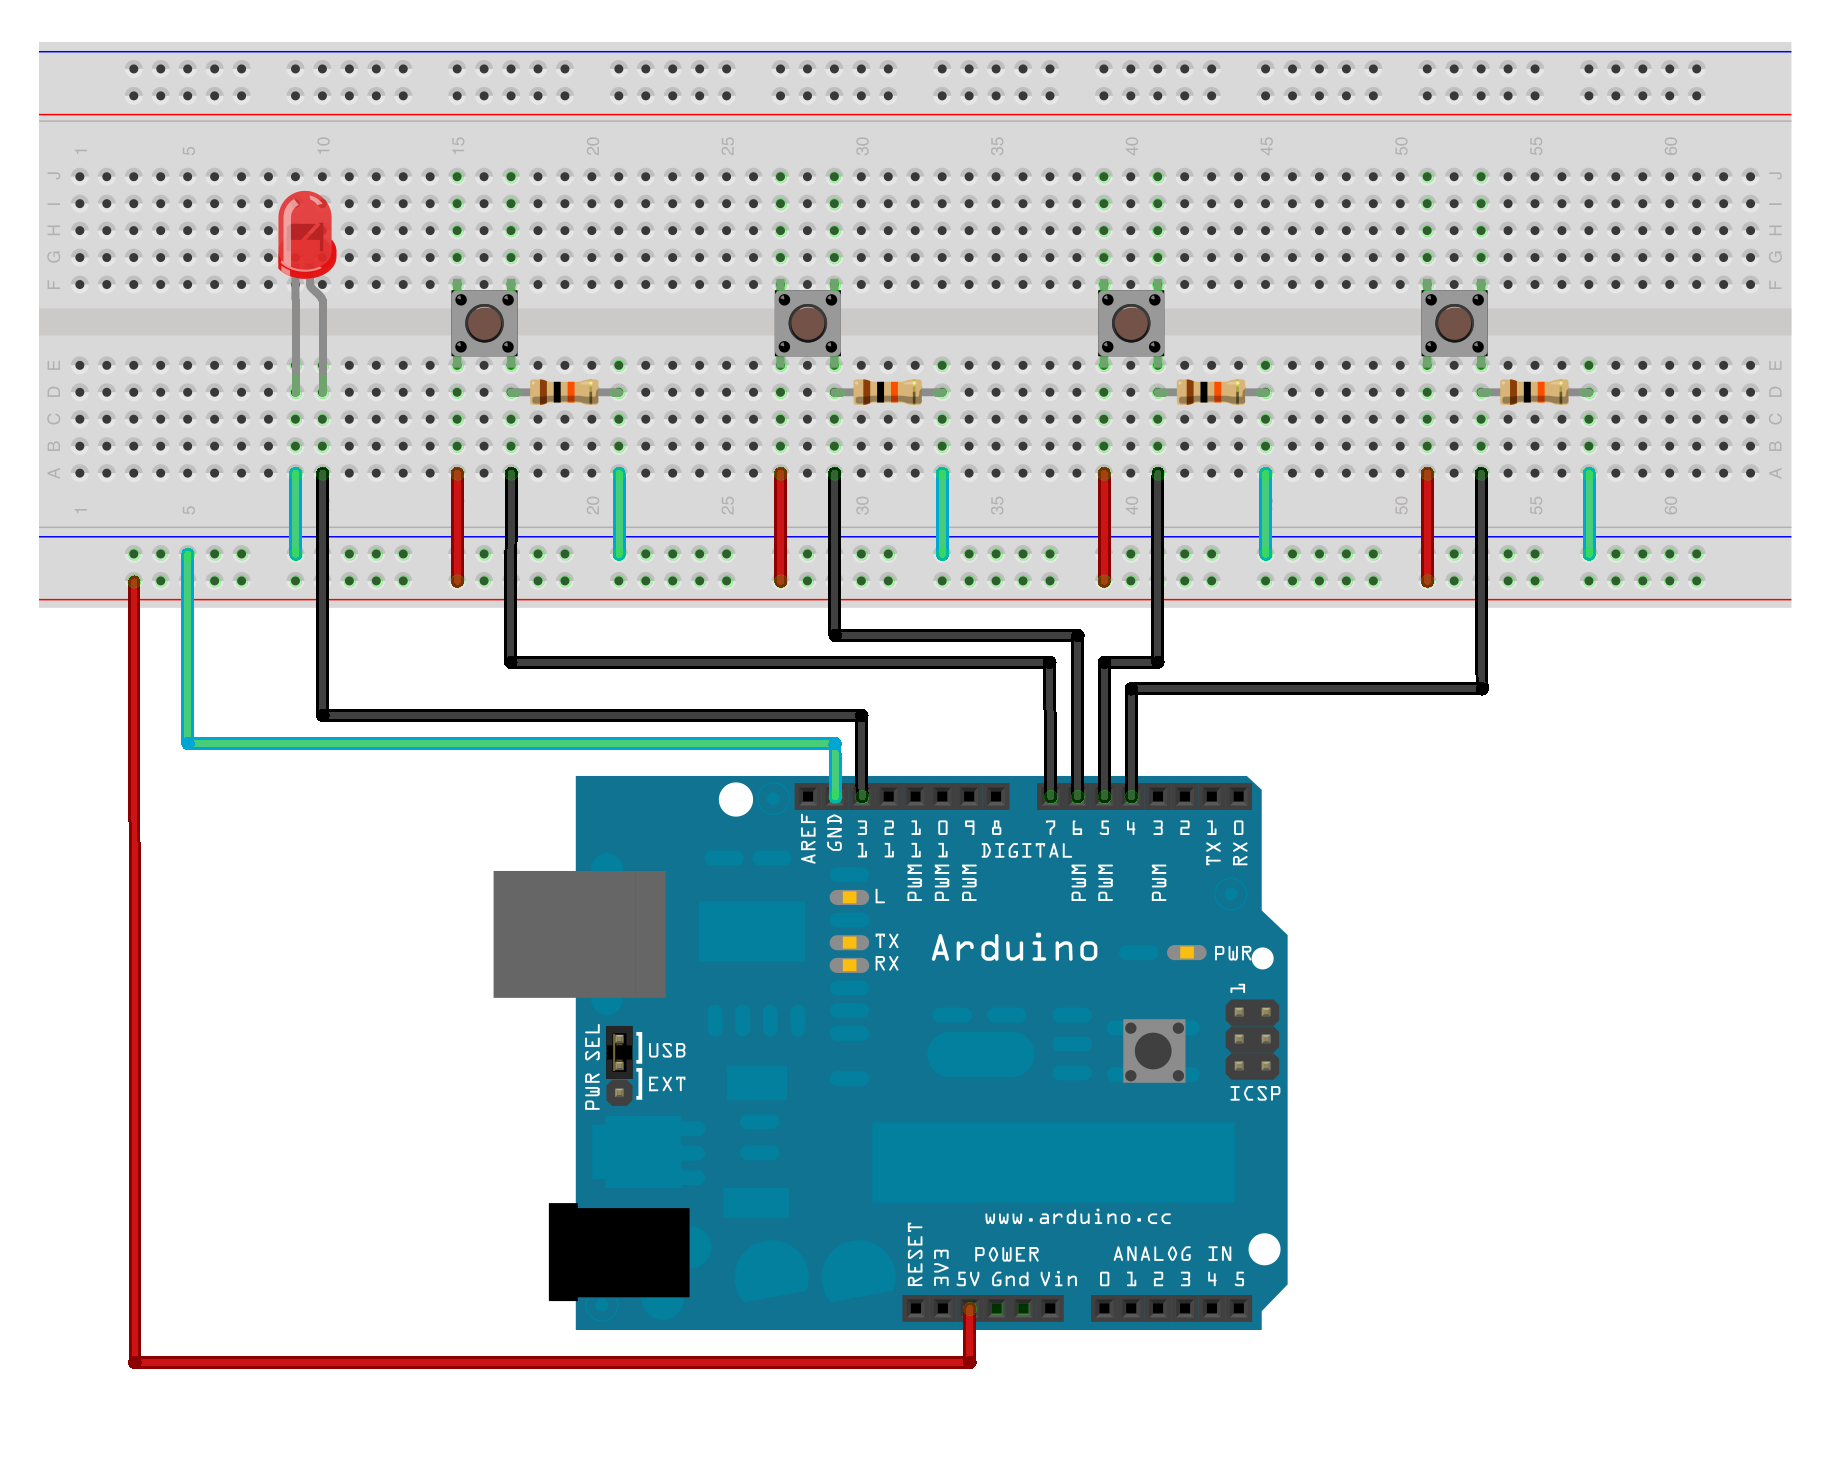 1 5 10 15 20 25 30 35 40 45 50 55 60
J J
I I
H H
G G
F F
E E
D D
C C
B B
A A
1 5 20 25 30 35 40 50 55 60
AREF GND 13 12 11 10 9 8 7 6 5 4 3 2 1 0
DIGITAL
PWM PWM PWM PWM PWM PWM TX RX
L
TX
RX
Arduino
PWR
1
ICSP
PWR SEL
USB
EXT
www.arduino.cc
POWER
ANALOG IN
RESET 3V3 5V Gnd Vin 0 1 2 3 4 5